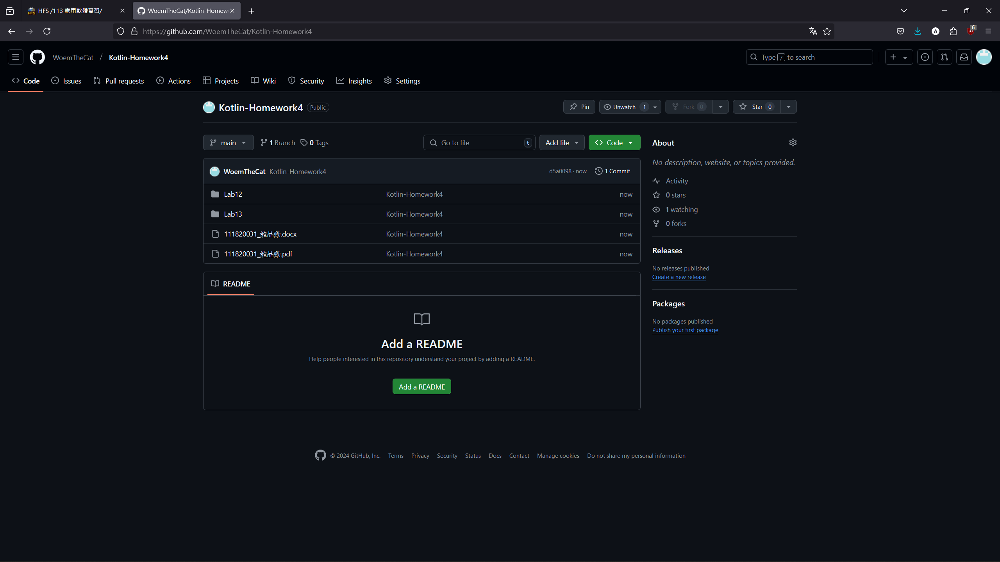 HFS /113 應用軟體實習/
WoemTheCat/Kotlin-Homew
https://github.com/WoemTheCat/Kotlin-Homework4
6
WoemTheCat / Kotlin-Homework4
Type / to search
Code Issues Pull requests Actions Projects Wiki Security Insights Settings
Kotlin-Homework4 Public
Pin Unwatch 1 Fork 0 Star 0
main 1 Branch 0 Tags Go to file t Add file Code
WoemTheCat Kotlin-Homework4 d5a0098 · now 1 Commit
Lab12 Kotlin-Homework4 now
Lab13 Kotlin-Homework4 now
111820031_龍品勳.docx Kotlin-Homework4 now
111820031_龍品勳.pdf Kotlin-Homework4 now
README
Add a README
Help people interested in this repository understand your project by adding a README.
Add a README
About
No description, website, or topics provided.
Activity
0 stars
1 watching
0 forks
Releases
No releases published
Create a new release
Packages
No packages published
Publish your first package
© 2024 GitHub, Inc. Terms Privacy Security Status Docs Contact Manage cookies Do not share my personal information